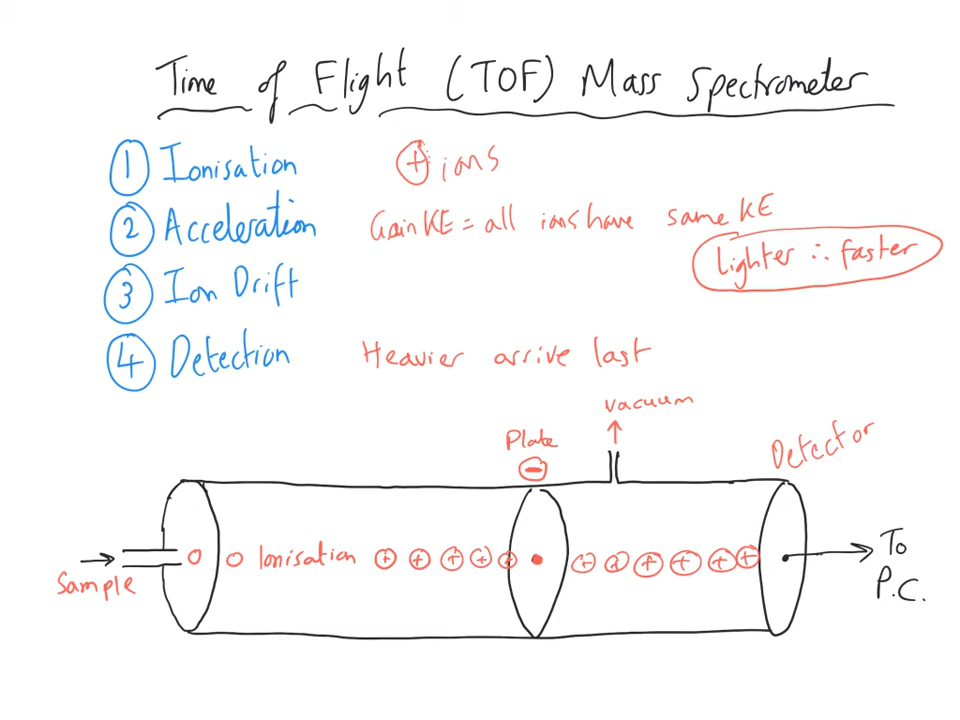 Time of Flight (TOF) Mass Spectrometer
1 Ionisation + ions
2 Acceleration Gain KE = all ions have same KE
Lighter ∴ faster
3 Ion Drift
4 Detection Heavier arrive last
vacuum
Plate
Detector
−
Ionisation + + + + + + + + + + +
To
P.C.
Sample